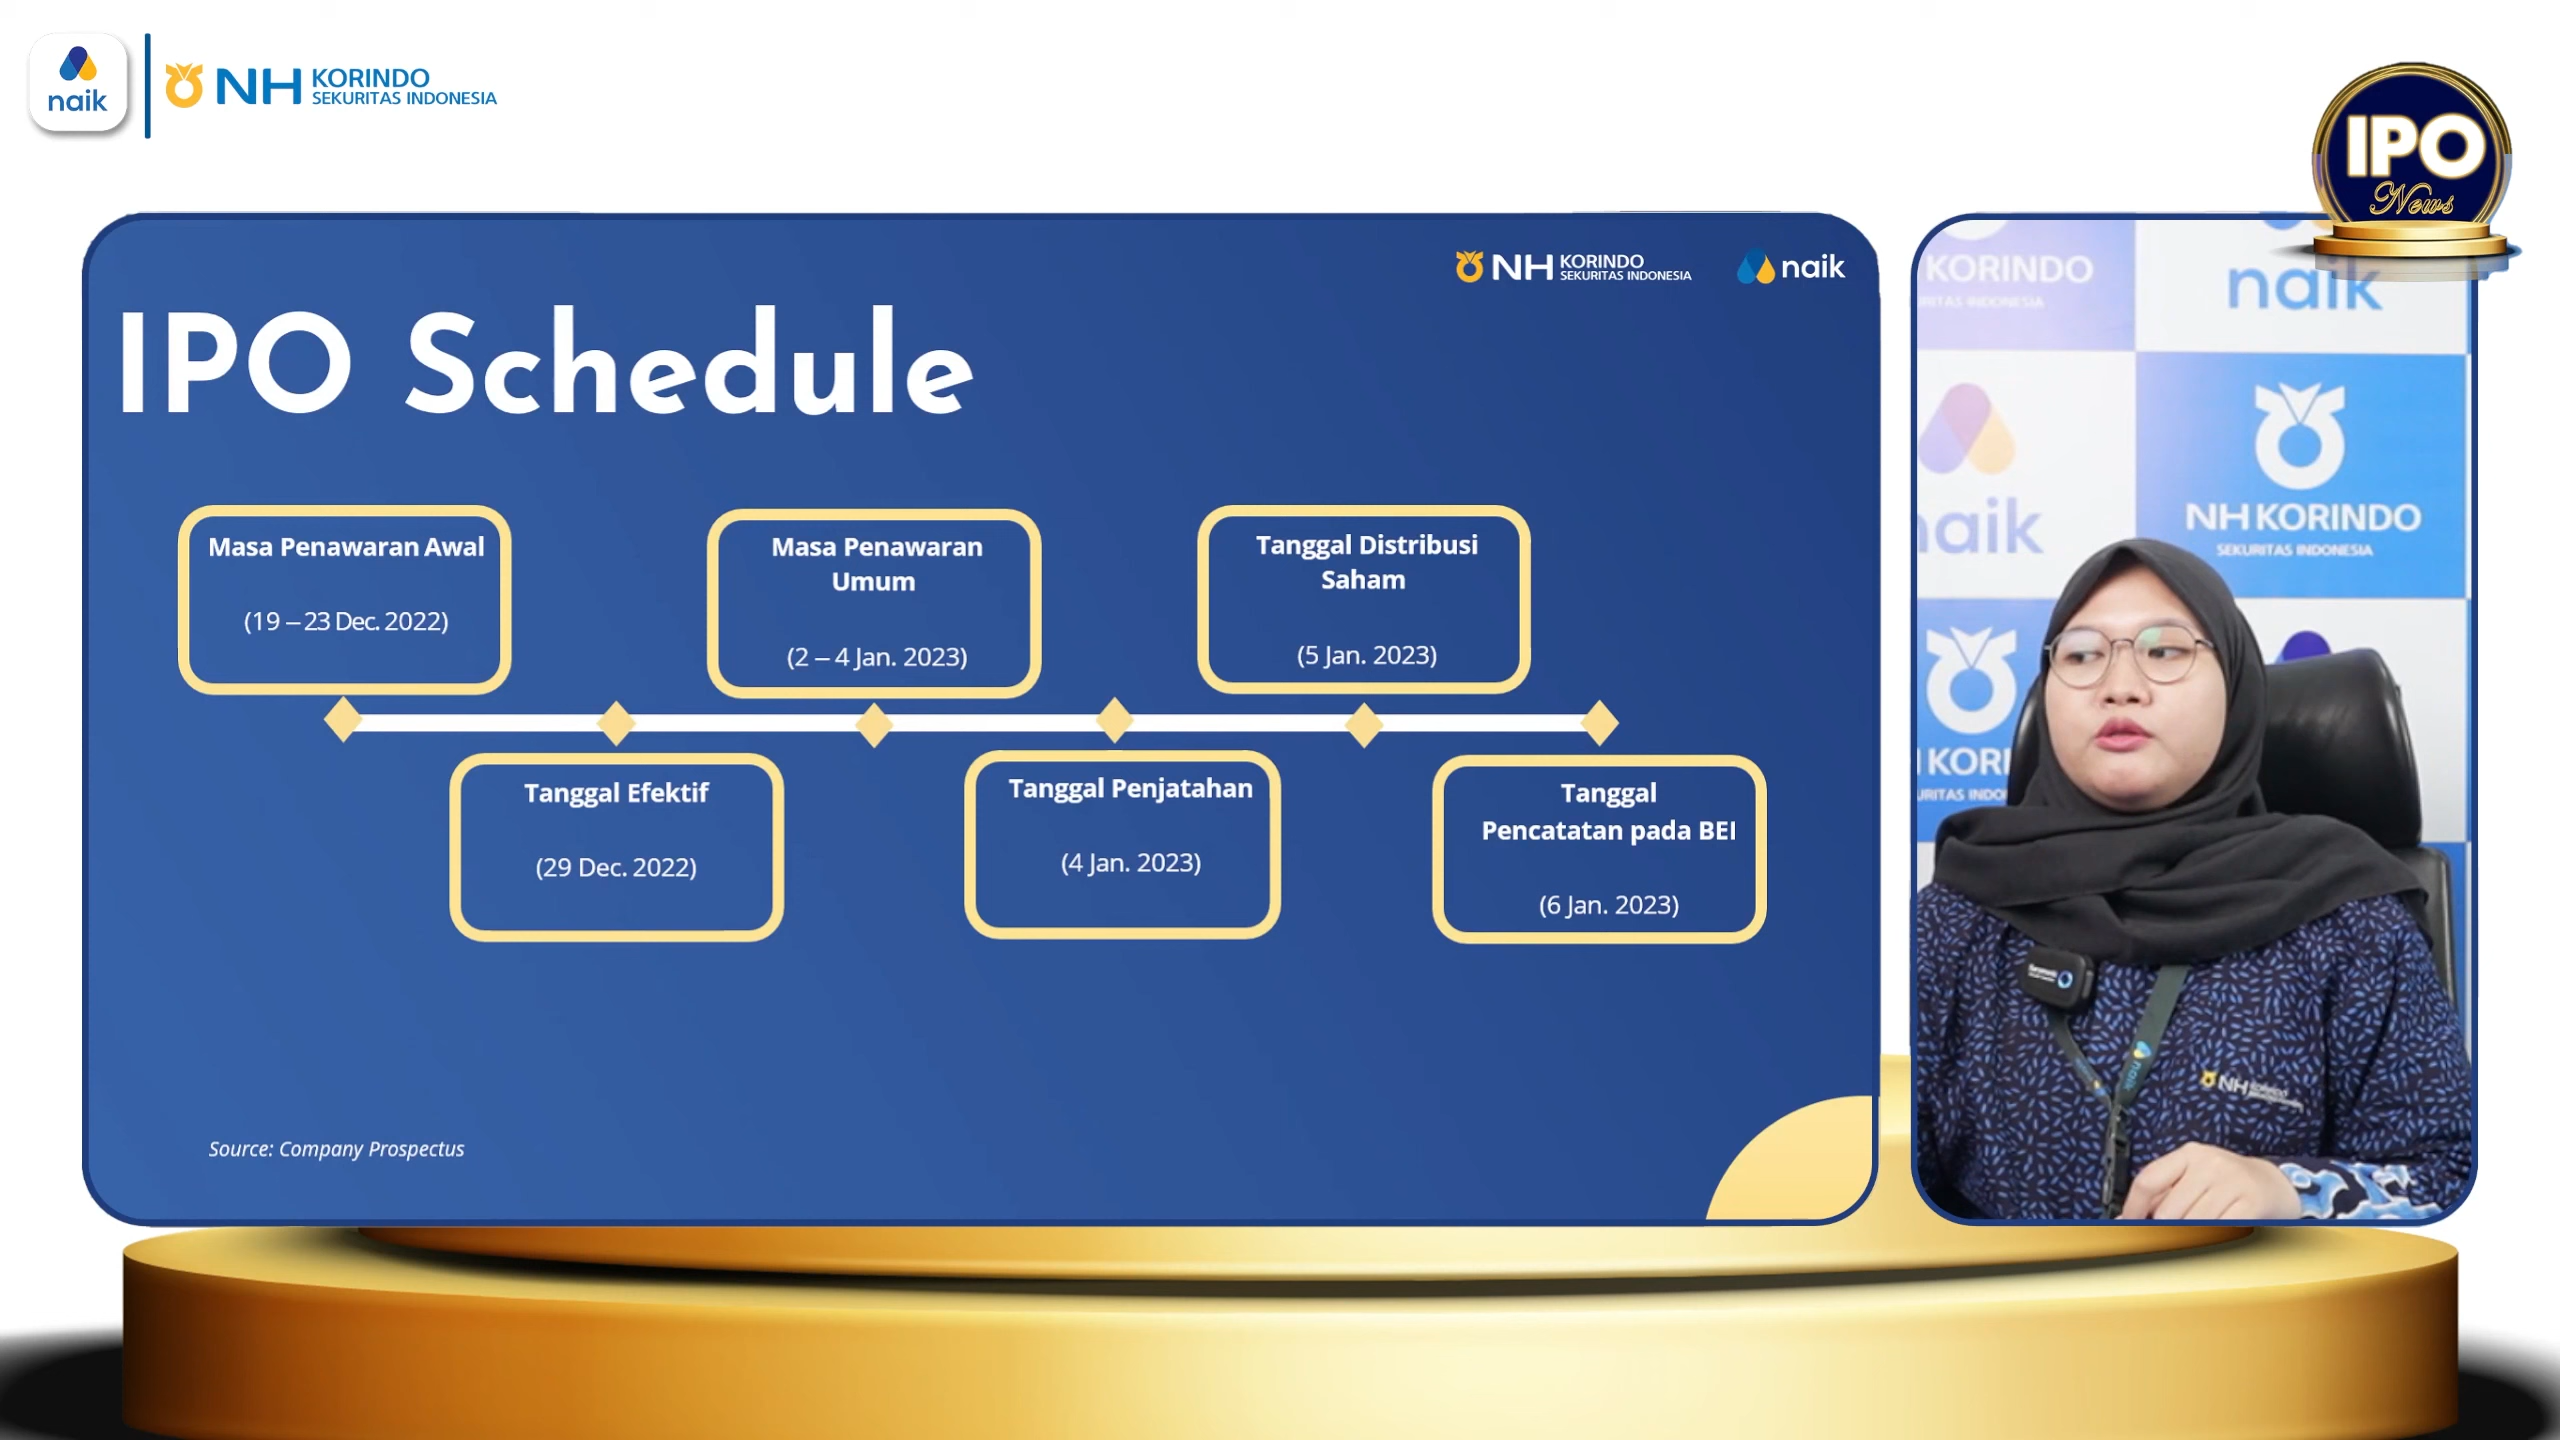 naik
NH KORINDO
SEKURITAS INDONESIA
IPO
News
NH KORINDO
SEKURITAS INDONESIA
naik
IPO Schedule
Masa Penawaran Awal
(19 – 23 Dec. 2022)
Masa Penawaran
Umum
(2 – 4 Jan. 2023)
Tanggal Distribusi
Saham
(5 Jan. 2023)
Tanggal Efektif
(29 Dec. 2022)
Tanggal Penjatahan
(4 Jan. 2023)
Tanggal
Pencatatan pada BEI
(6 Jan. 2023)
Source: Company Prospectus
KORINDO
naik
naik
NH KORINDO
SEKURITAS INDONESIA
naik
NH